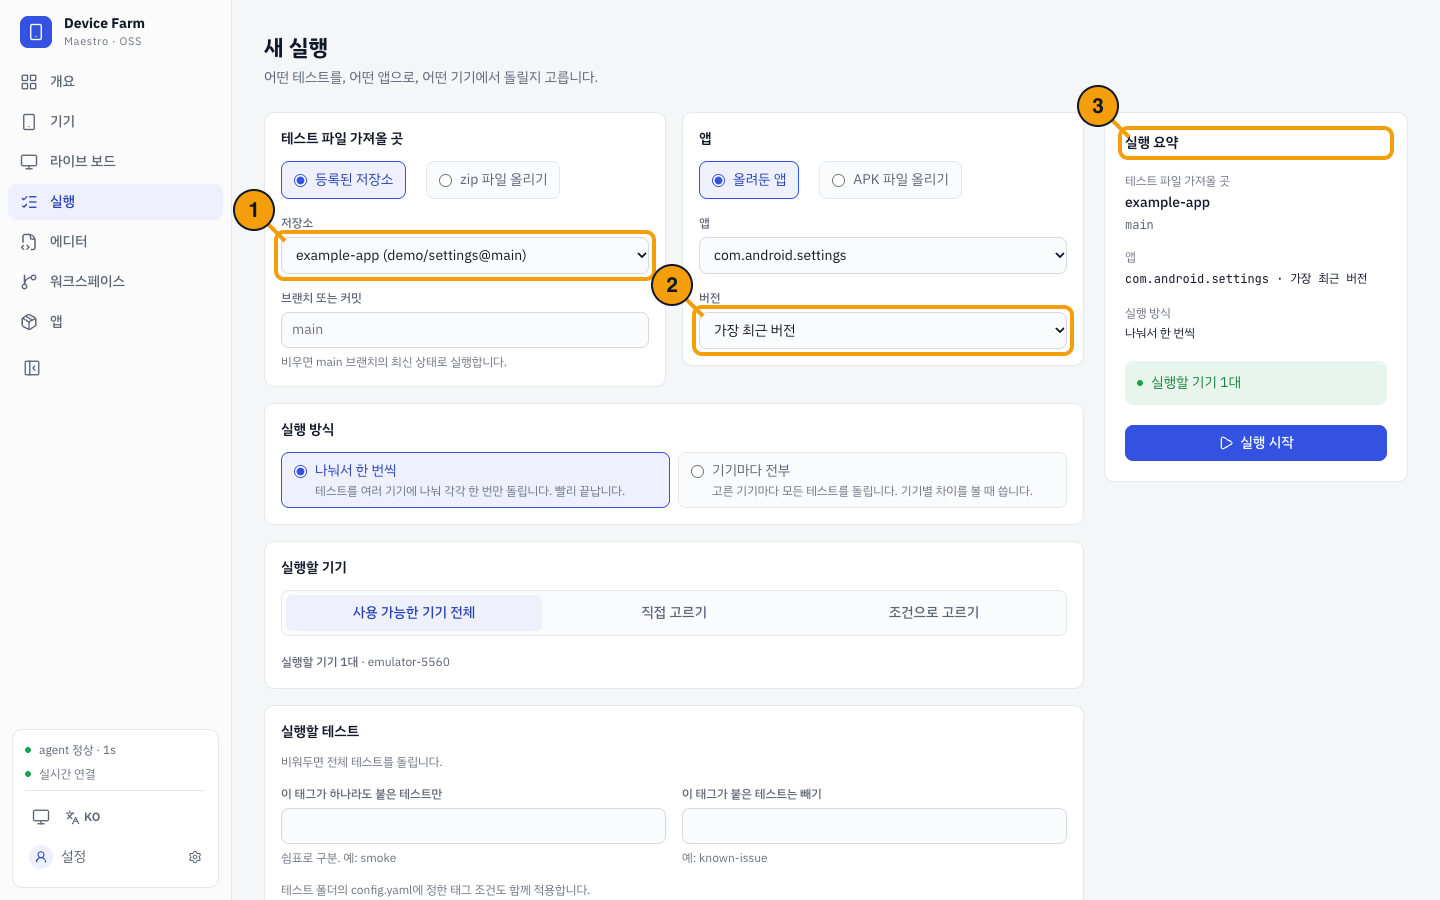 Device Farm
Maestro · OSS
개요
기기
라이브 보드
실행
에디터
워크스페이스
앱
agent 정상 · 1s
실시간 연결
KO
설정
새 실행
어떤 테스트를, 어떤 앱으로, 어떤 기기에서 돌릴지 고릅니다.
테스트 파일 가져올 곳
등록된 저장소
zip 파일 올리기
1
저장소
example-app (demo/settings@main)
브랜치 또는 커밋
main
비우면 main 브랜치의 최신 상태로 실행합니다.
앱
올려둔 앱
APK 파일 올리기
앱
com.android.settings
2
버전
가장 최근 버전
실행 방식
나눠서 한 번씩
테스트를 여러 기기에 나눠 각각 한 번만 돌립니다. 빨리 끝납니다.
기기마다 전부
고른 기기마다 모든 테스트를 돌립니다. 기기별 차이를 볼 때 씁니다.
실행할 기기
사용 가능한 기기 전체
직접 고르기
조건으로 고르기
실행할 기기 1대 · emulator-5560
실행할 테스트
비워두면 전체 테스트를 돌립니다.
이 태그가 하나라도 붙은 테스트만
쉼표로 구분. 예: smoke
이 태그가 붙은 테스트는 빼기
예: known-issue
테스트 폴더의 config.yaml에 정한 태그 조건도 함께 적용합니다.
3
실행 요약
테스트 파일 가져올 곳
example-app
main
앱
com.android.settings · 가장 최근 버전
실행 방식
나눠서 한 번씩
실행할 기기 1대
실행 시작